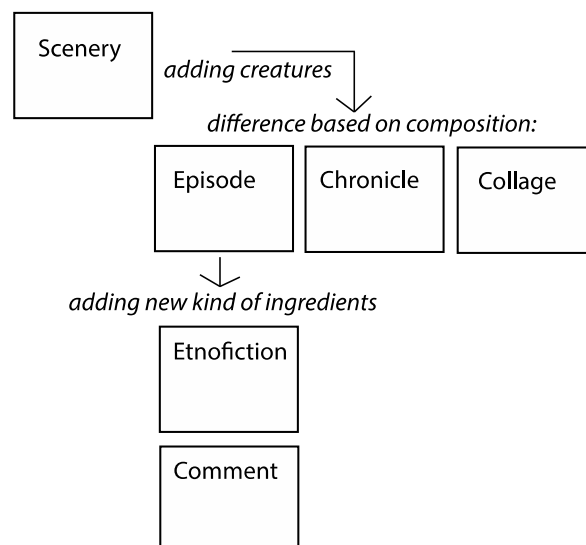 Scenery
adding creatures
difference based on composition:
Episode
Chronicle
Collage
adding new kind of ingredients
Etnofiction
Comment